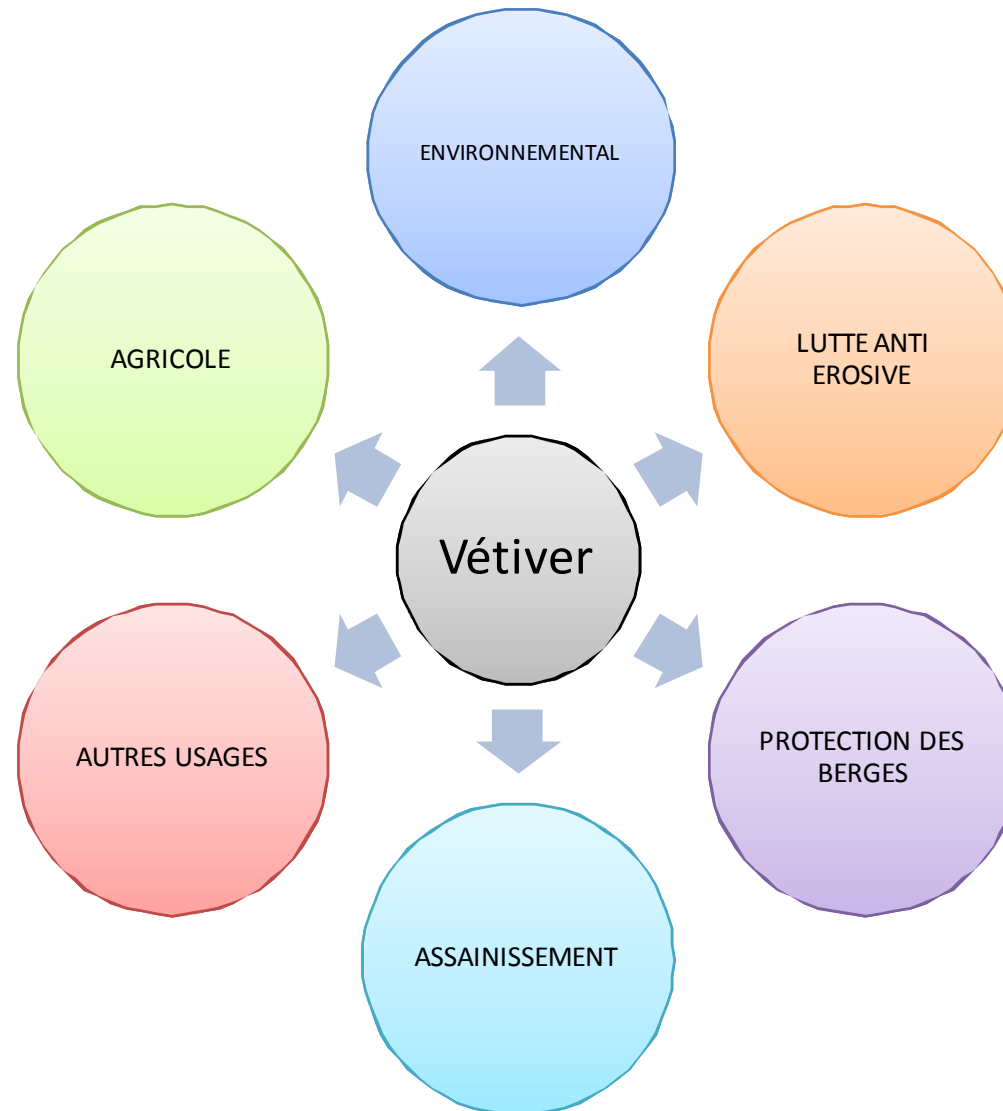 ENVIRONNEMENTAL
AGRICOLE
LUTTE ANTI
EROSIVE
Vétiver
AUTRES USAGES
PROTECTION DES
BERGES
ASSAINISSEMENT